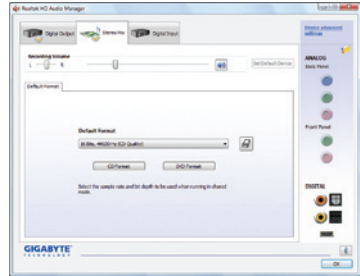 Realtek HD Audio Manager
Digital Output
Stereo Mix
Digital Input
Device advanced settings
Recording Volume
L
R
Set Default Device
ANALOG
Back Panel
Default Format
Default Format
16 Bits, 44100 Hz (CD Quality)
CD Format
DVD Format
Select the sample rate and bit depth to be used when running in shared
mode.
Front Panel
DIGITAL
GIGABYTE
TECHNOLOGY
OK